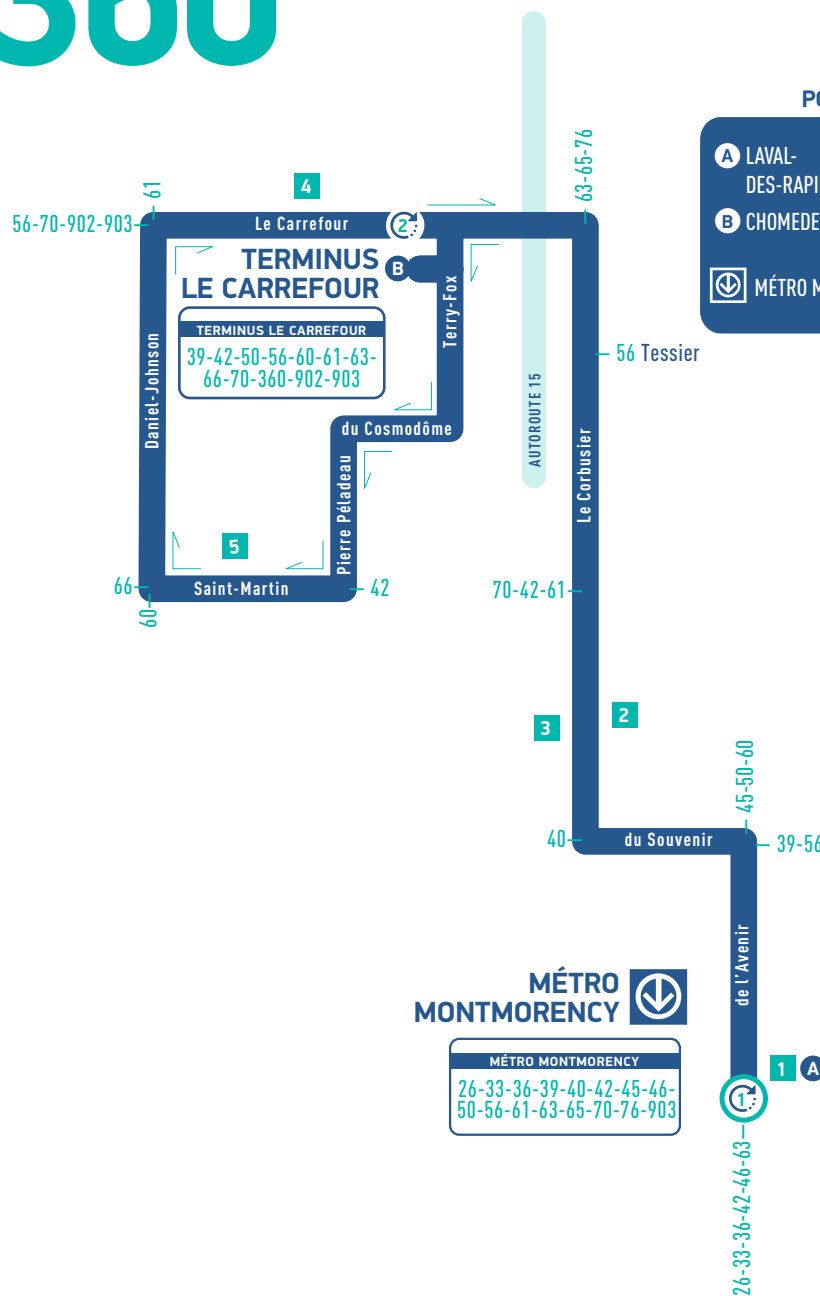 360
A LAVAL-
B
MÉTRO
61
4
63-65-76
56-70-902-903
Le Carrefour
2
TERMINUS
LE CARREFOUR
B
TERMINUS LE CARREFOUR
39-42-50-56-60-61-63-
66-70-360-902-903
Terry-Fox
56 Tessier
Daniel-Johnson
AUTOROUTE 15
du Cosmodôme
Le Corbusier
Pierre Péladeau
5
66
Saint-Martin
42
60
70-42-61
3
2
45-50-60
40
du Souvenir
39-56
de l'Avenir
MÉTRO
MONTMORENCY
MÉTRO MONTMORENCY
26-33-36-39-40-42-45-46-
50-56-61-63-65-70-76-903
1 A
1
26-33-36-42-46-63